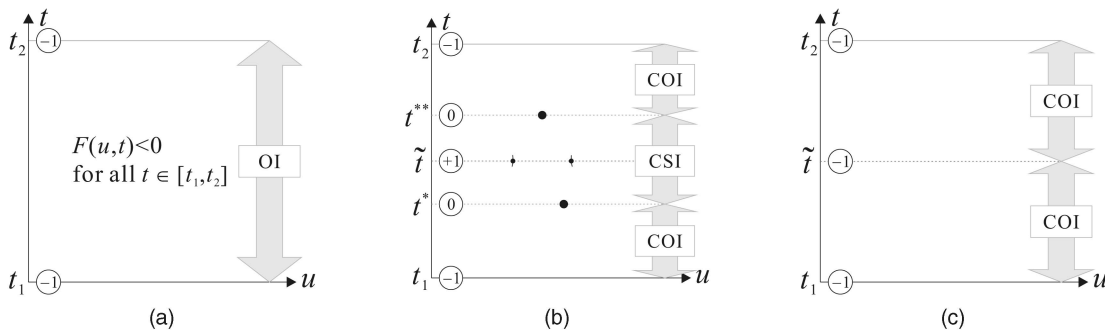 t
t₂ −1
F(u,t)<0
for all t ∈ [t₁,t₂]
OI
t₁ −1 u
(a)
t
t₂ −1
COI
t** 0
t̃ +1 CSI
t* 0
COI
t₁ −1 u
(b)
t
t₂ −1
COI
t̃ −1
COI
t₁ −1 u
(c)